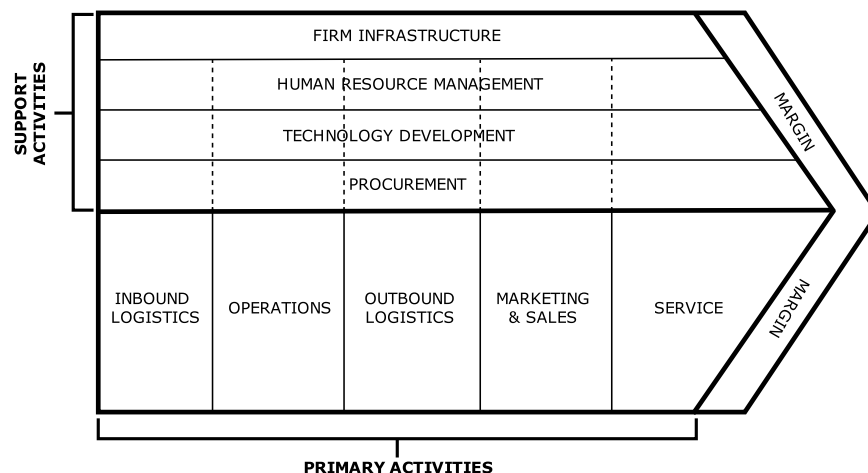 FIRM INFRASTRUCTURE
SUPPORT
ACTIVITIES
HUMAN RESOURCE MANAGEMENT
MARGIN
TECHNOLOGY DEVELOPMENT
PROCUREMENT
INBOUND
LOGISTICS
OPERATIONS
OUTBOUND
LOGISTICS
MARKETING
& SALES
SERVICE
MARGIN
PRIMARY ACTIVITIES